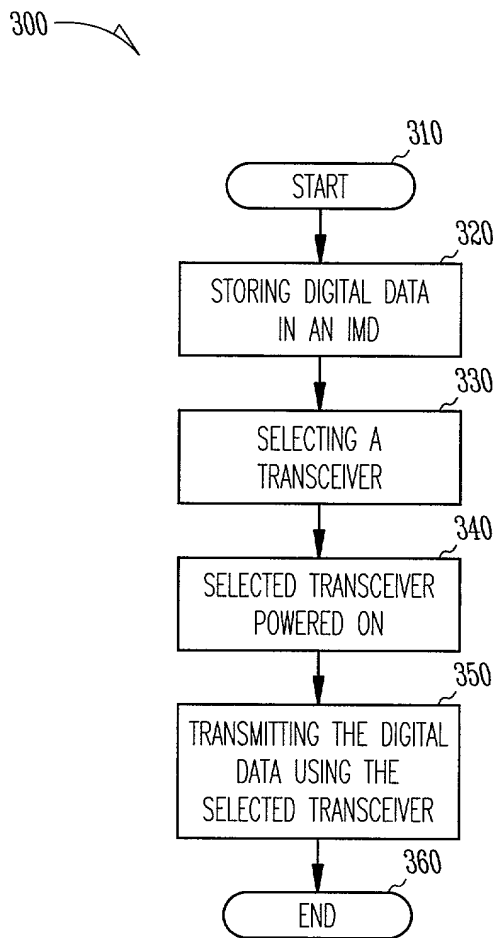 300
310
START
320
STORING DIGITAL DATA
IN AN IMD
330
SELECTING A
TRANSCEIVER
340
SELECTED TRANSCEIVER
POWERED ON
350
TRANSMITTING THE DIGITAL
DATA USING THE
SELECTED TRANSCEIVER
360
END